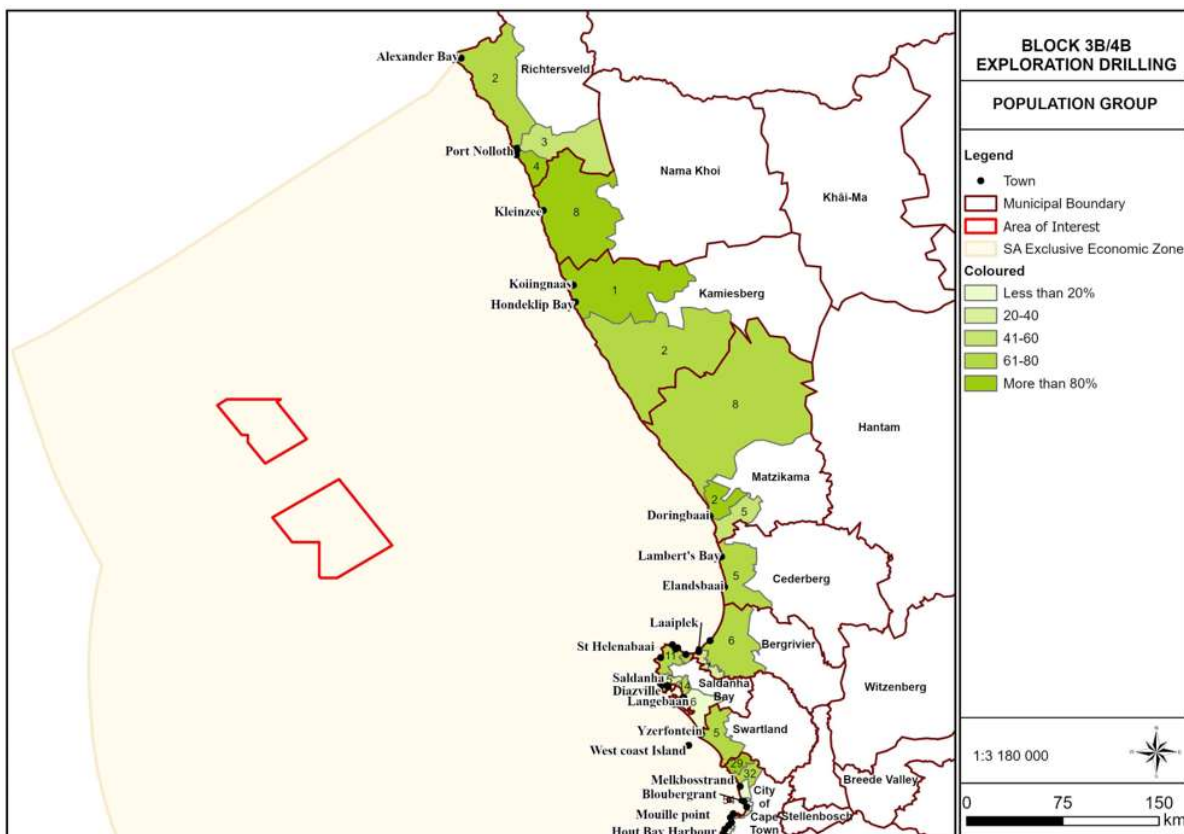 BLOCK 3B/4B
EXPLORATION DRILLING
POPULATION GROUP
Legend
Town
Municipal Boundary
Area of Interest
SA Exclusive Economic Zone
Coloured
Less than 20%
20-40
41-60
61-80
More than 80%
1:3 180 000
0 75 150
km
Alexander Bay
Richtersveld
2
3
Port Nolloth
4
Nama Khoi
Khâi-Ma
Kleinzee
8
Koiingnaas
1
Kamiesberg
Hondeklip Bay
2
8
Hantam
Matzikama
2
5
Doringbaai
Lambert's Bay
5
Cederberg
Elandsbaai
Laaiplek
6
Bergrivier
St Helenabaai
11
Saldanha
Saldanha
Bay
Witzenberg
Diazville
Langebaan
6
Yzerfontein
5
Swartland
West coast Island
29
32
Melkbosstrand
Breede Valley
Bloubergrant
City
of
Cape
Town
Stellenbosch
Mouille point
Hout Bay Harbour